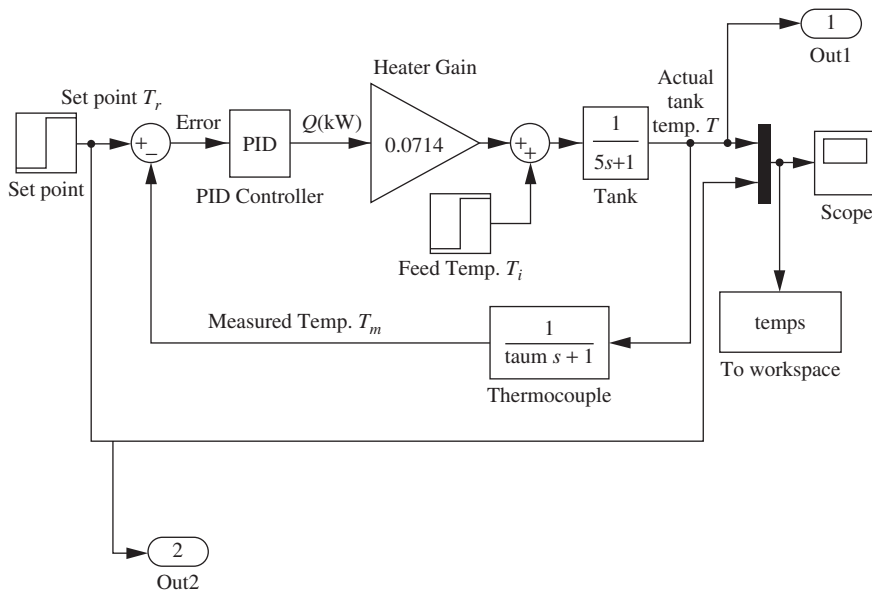 1
Out1
Heater Gain
Actual
tank
temp. T
Set point T_r
Error
Q(kW)
+
−
PID
0.0714
+
+
1
5s+1
Set point
PID Controller
Tank
Scope
Feed Temp. T_i
Measured Temp. T_m
1
taum s + 1
temps
Thermocouple
To workspace
2
Out2